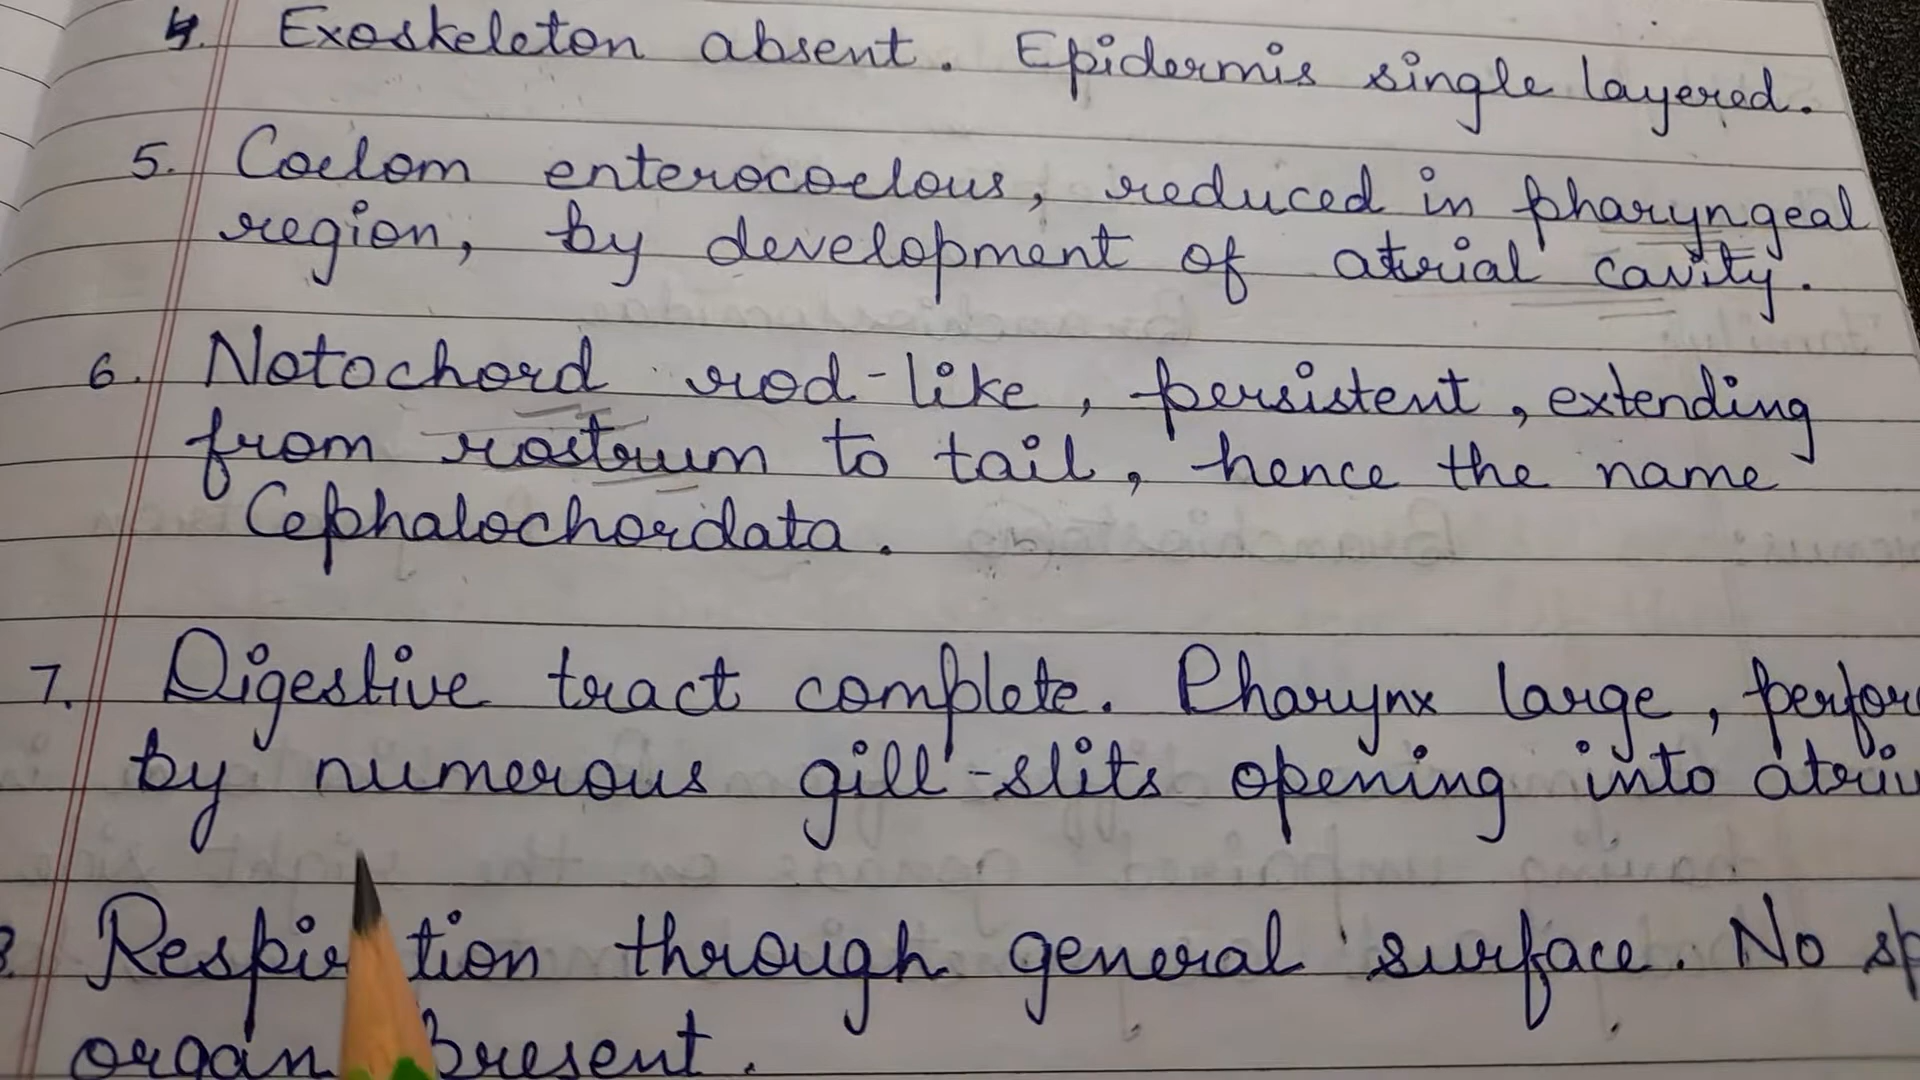 4. Exoskeleton absent. Epidermis single layered.
5. Coelom enterocoelous, reduced in pharyngeal
region, by development of atrial cavity.
6. Notochord rod-like, persistent, extending
from rostrum to tail, hence the name
Cephalochordata.
7. Digestive tract complete. Pharynx large,
by numerous gill-slits opening into
through general surface. No
organ present.